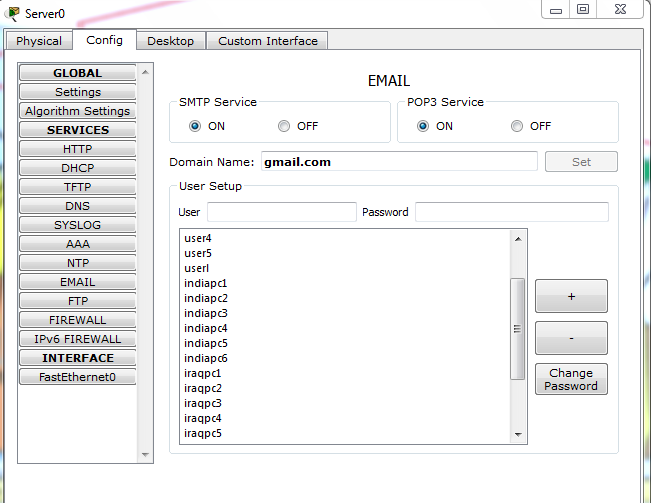 Server0
Physical Config Desktop Custom Interface
GLOBAL
Settings
Algorithm Settings
SERVICES
HTTP
DHCP
TFTP
DNS
SYSLOG
AAA
NTP
EMAIL
FTP
FIREWALL
IPv6 FIREWALL
INTERFACE
FastEthernet0
EMAIL
SMTP Service
ON OFF
POP3 Service
ON OFF
Domain Name: gmail.com Set
User Setup
User Password
user4
user5
userl
indiapc1
indiapc2
indiapc3
indiapc4
indiapc5
indiapc6
iraqpc1
iraqpc2
iraqpc3
iraqpc4
iraqpc5
+
-
Change
Password